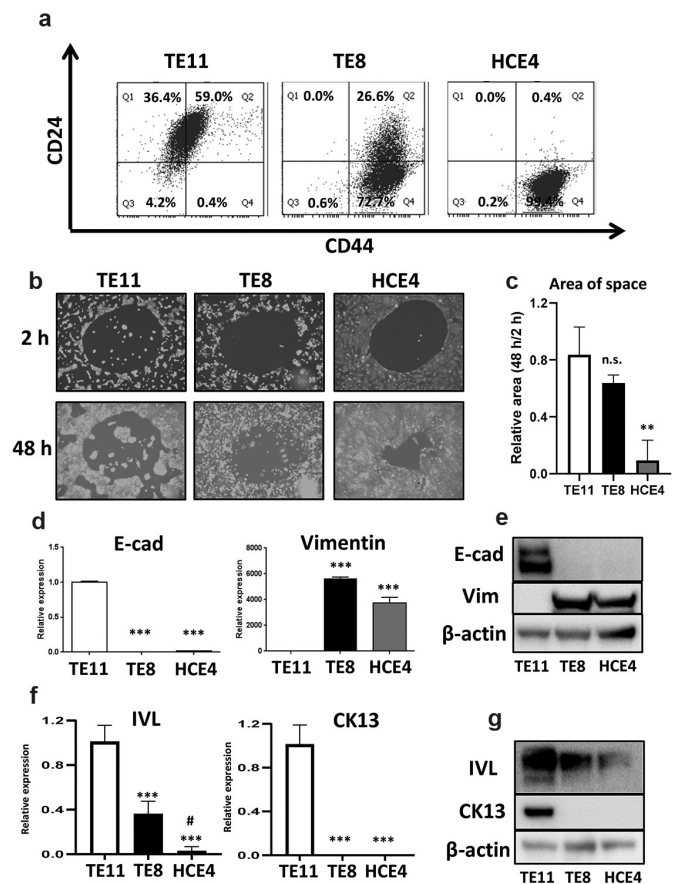 a
TE11 TE8 HCE4
CD24
Q1 36.4% 59.0% Q2
Q3 4.2% 0.4% Q4
Q1 0.0% 26.6% Q2
Q3 0.6% 72.7% Q4
Q1 0.0% 0.4% Q2
Q3 0.2% 99.4% Q4
CD44
b
TE11 TE8 HCE4
2 h
48 h
c
Area of space
Relative area (48 h/2 h)
1.2
0.8
0.4
0.0
n.s.
**
TE11 TE8 HCE4
d
E-cad
Relative expression
1.5
1.0
0.5
0.0
*** ***
TE11 TE8 HCE4
Vimentin
Relative expression
8000
6000
4000
2000
0
***
***
TE11 TE8 HCE4
e
E-cad
Vim
β-actin
TE11 TE8 HCE4
f
IVL
Relative expression
1.2
0.8
0.4
0.0
***
#
***
TE11 TE8 HCE4
CK13
Relative expression
1.2
0.9
0.6
0.3
0.0
*** ***
TE11 TE8 HCE4
g
IVL
CK13
β-actin
TE11 TE8 HCE4